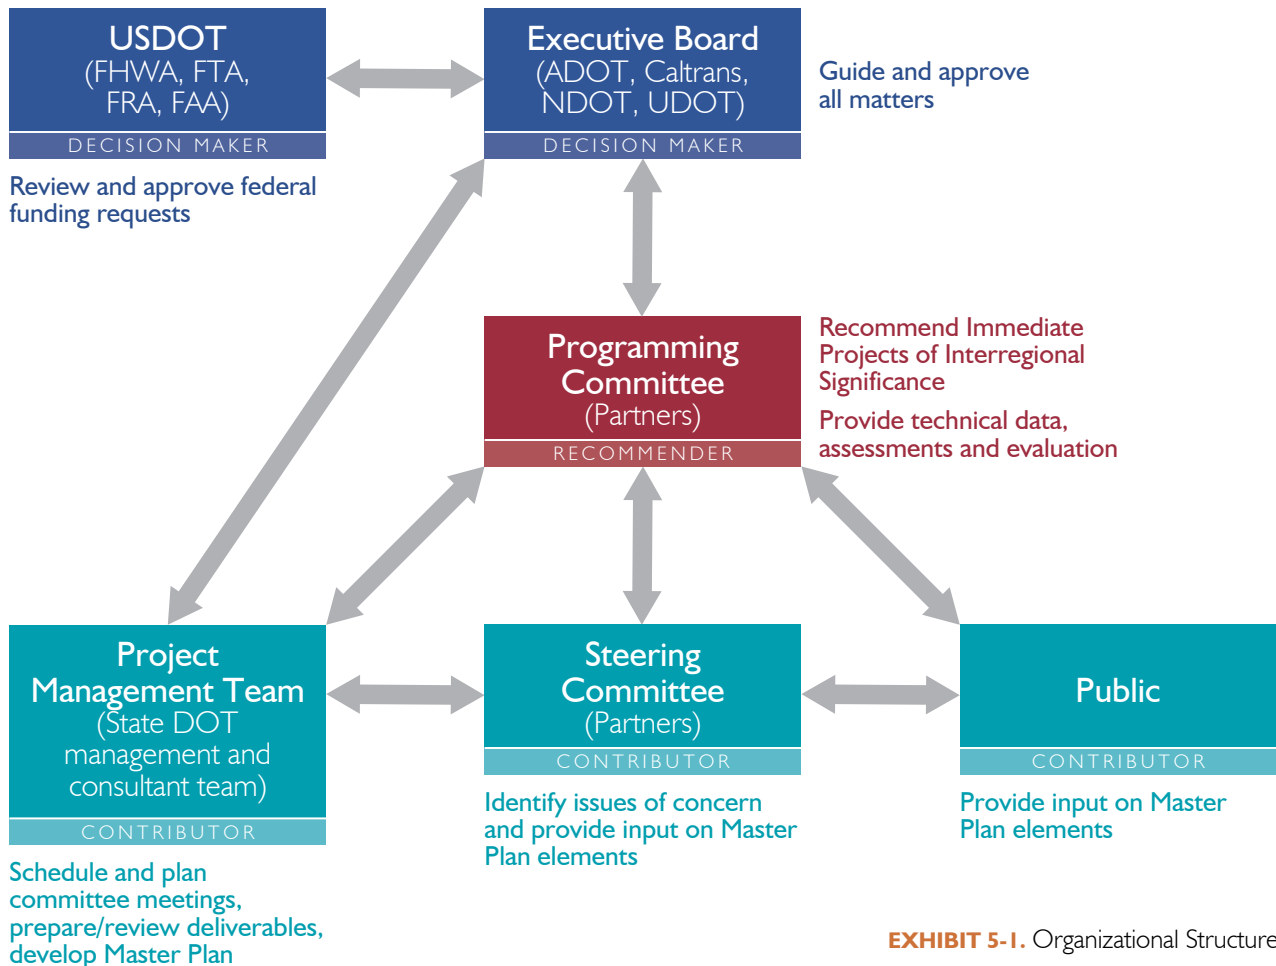 USDOT
(FHWA, FTA,
FRA, FAA)
DECISION MAKER
Review and approve federal
funding requests
Executive Board
(ADOT, Caltrans,
NDOT, UDOT)
DECISION MAKER
Guide and approve
all matters
Programming
Committee
(Partners)
RECOMMENDER
Recommend Immediate
Projects of Interregional
Significance
Provide technical data,
assessments and evaluation
Project
Management Team
(State DOT
management and
consultant team)
CONTRIBUTOR
Schedule and plan
committee meetings,
prepare/review deliverables,
develop Master Plan
Steering
Committee
(Partners)
CONTRIBUTOR
Identify issues of concern
and provide input on Master
Plan elements
Public
CONTRIBUTOR
Provide input on Master
Plan elements
EXHIBIT 5-1. Organizational Structure